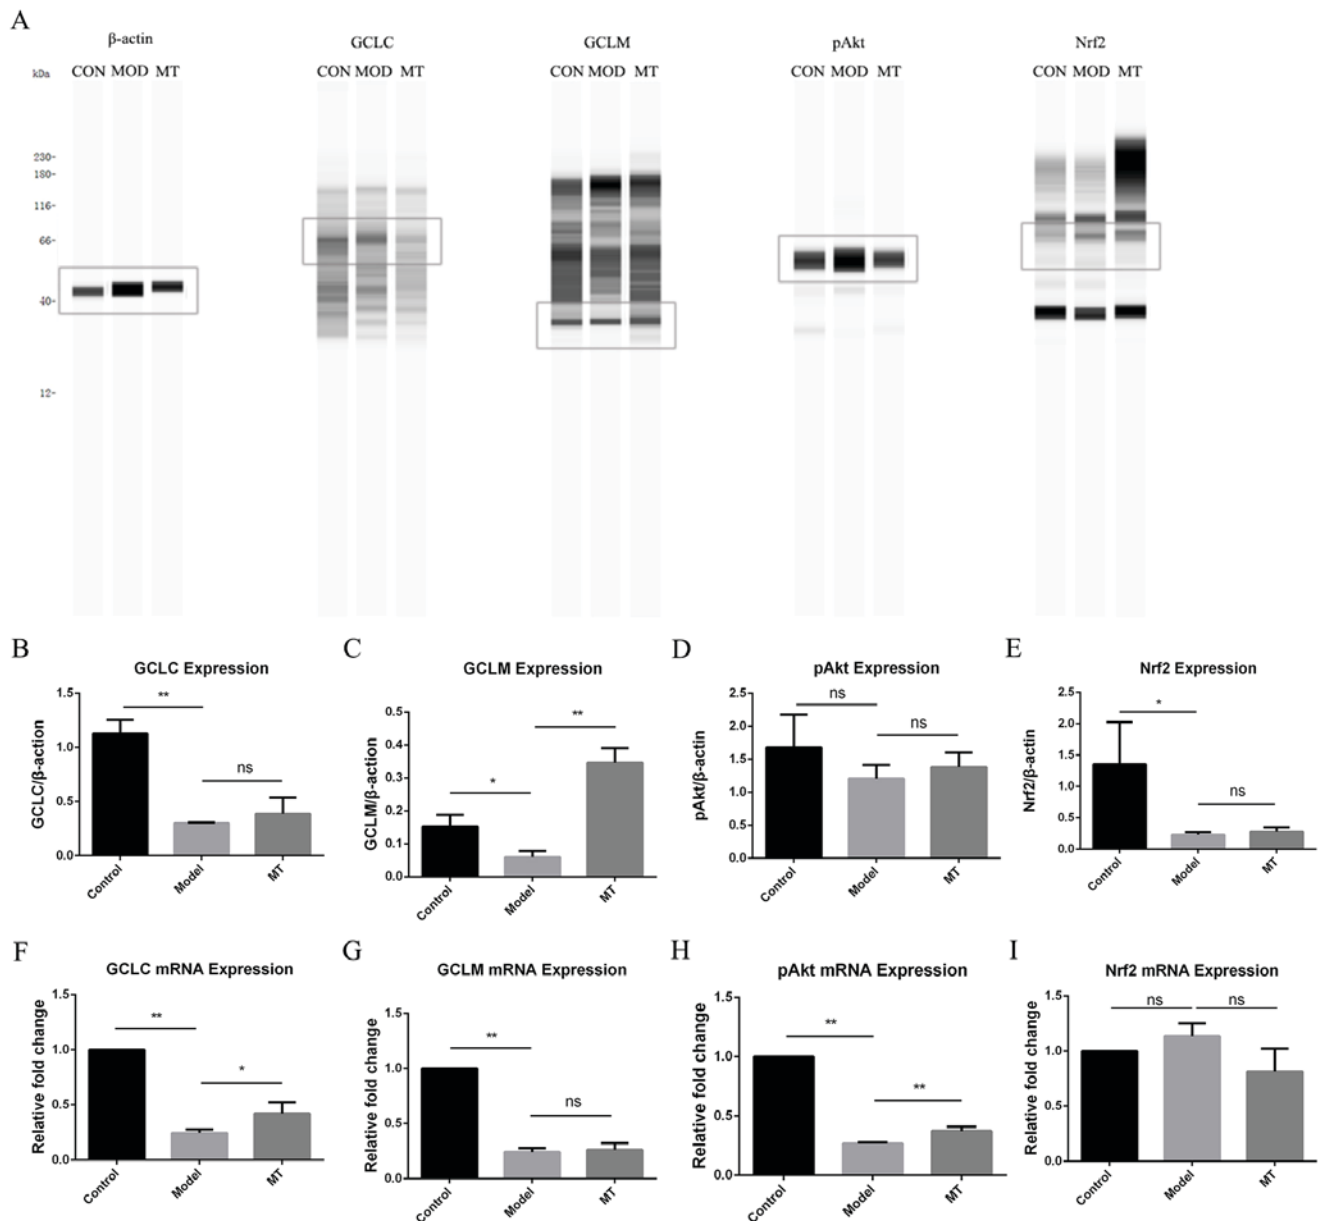 A
β-actin GCLC GCLM pAkt Nrf2
kDa CON MOD MT CON MOD MT CON MOD MT CON MOD MT CON MOD MT
230-
180-
116-
66-
40-
12-
B
GCLC Expression
GCLC/β-action
1.5
1.0
0.5
0.0
**
ns
Control
Model
MT
C
GCLM Expression
GCLM/β-action
0.5
0.4
0.3
0.2
0.1
0.0
*
**
Control
Model
MT
D
pAkt Expression
pAkt/β-actin
2.5
2.0
1.5
1.0
0.5
0.0
ns
ns
Control
Model
MT
E
Nrf2 Expression
Nrf2/β-actin
2.5
2.0
1.5
1.0
0.5
0.0
*
ns
Control
Model
MT
F
GCLC mRNA Expression
Relative fold change
1.5
1.0
0.5
0.0
**
*
Control
Model
MT
G
GCLM mRNA Expression
Relative fold change
1.5
1.0
0.5
0.0
**
ns
Control
Model
MT
H
pAkt mRNA Expression
Relative fold change
1.5
1.0
0.5
0.0
**
**
Control
Model
MT
I
Nrf2 mRNA Expression
Relative fold change
1.5
1.0
0.5
0.0
ns
ns
Control
Model
MT